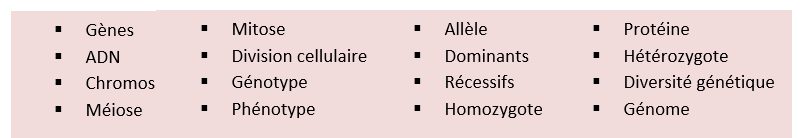 ▪ Gènes ▪ Mitose ▪ Allèle ▪ Protéine
▪ ADN ▪ Division cellulaire ▪ Dominants ▪ Hétérozygote
▪ Chromos ▪ Génotype ▪ Récessifs ▪ Diversité génétique
▪ Méiose ▪ Phénotype ▪ Homozygote ▪ Génome